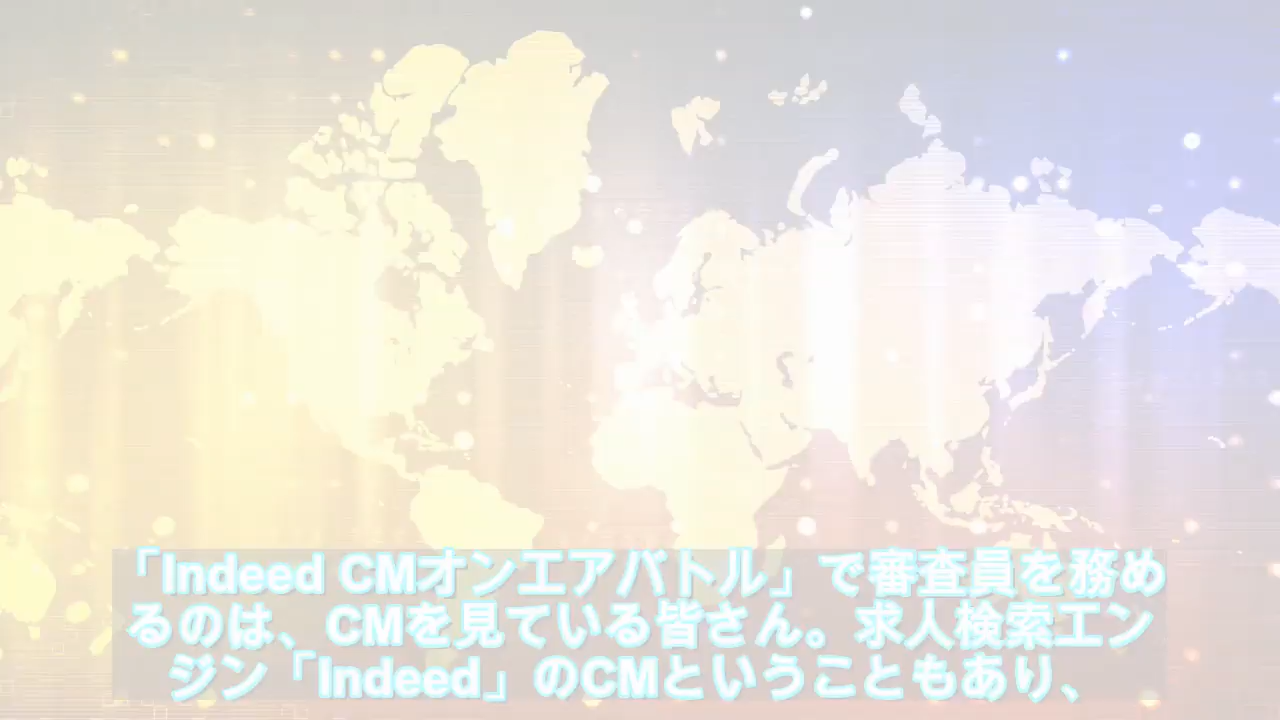 「Indeed CMオンエアバトル」で審査員を務め
るのは、CMを見ている皆さん。求人検索エン
ジン「Indeed」のCMということもあり、